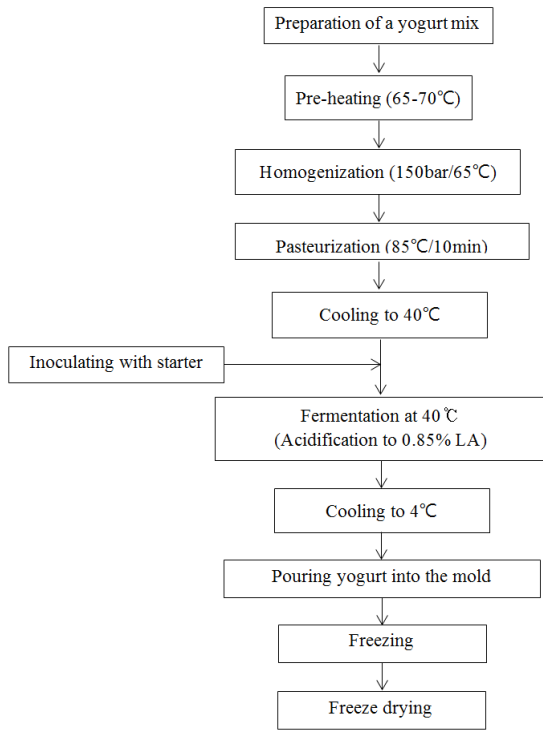 Preparation of a yogurt mix
Pre-heating (65-70℃)
Homogenization (150bar/65℃)
Pasteurization (85℃/10min)
Cooling to 40℃
Inoculating with starter
Fermentation at 40℃
(Acidification to 0.85% LA)
Cooling to 4℃
Pouring yogurt into the mold
Freezing
Freeze drying